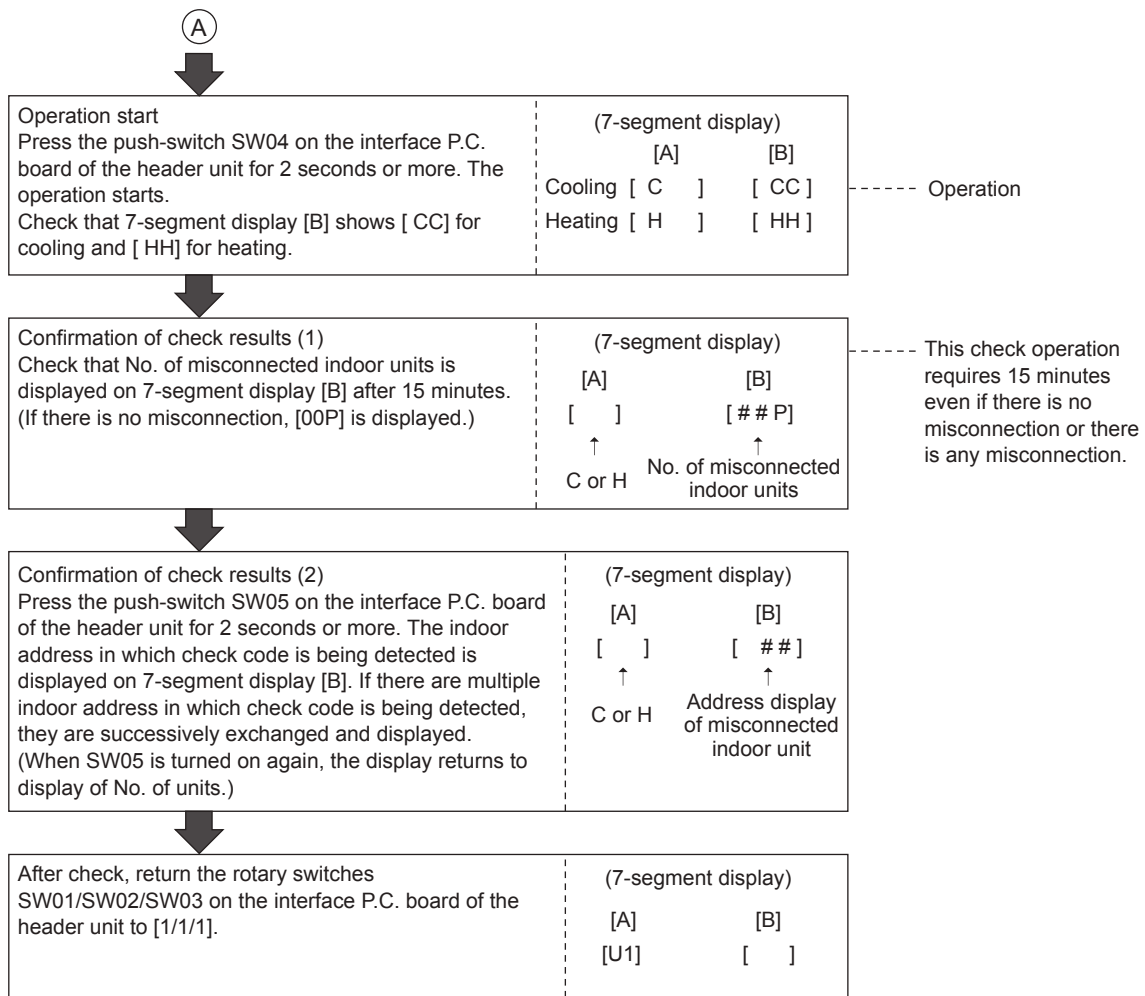 A
Operation start
Press the push-switch SW04 on the interface P.C.
board of the header unit for 2 seconds or more. The
operation starts.
Check that 7-segment display [B] shows [ CC] for
cooling and [ HH] for heating.
(7-segment display)
[A] [B]
Cooling [ C ] [ CC ]
Heating [ H ] [ HH ]
Operation
Confirmation of check results (1)
Check that No. of misconnected indoor units is
displayed on 7-segment display [B] after 15 minutes.
(If there is no misconnection, [00P] is displayed.)
(7-segment display)
[A] [B]
[ ] [ # # P]
↑ ↑
C or H No. of misconnected
indoor units
This check operation
requires 15 minutes
even if there is no
misconnection or there
is any misconnection.
Confirmation of check results (2)
Press the push-switch SW05 on the interface P.C. board
of the header unit for 2 seconds or more. The indoor
address in which check code is being detected is
displayed on 7-segment display [B]. If there are multiple
indoor address in which check code is being detected,
they are successively exchanged and displayed.
(When SW05 is turned on again, the display returns to
display of No. of units.)
(7-segment display)
[A] [B]
[ ] [ # # ]
↑ ↑
C or H Address display
of misconnected
indoor unit
After check, return the rotary switches
SW01/SW02/SW03 on the interface P.C. board of the
header unit to [1/1/1].
(7-segment display)
[A] [B]
[U1] [ ]